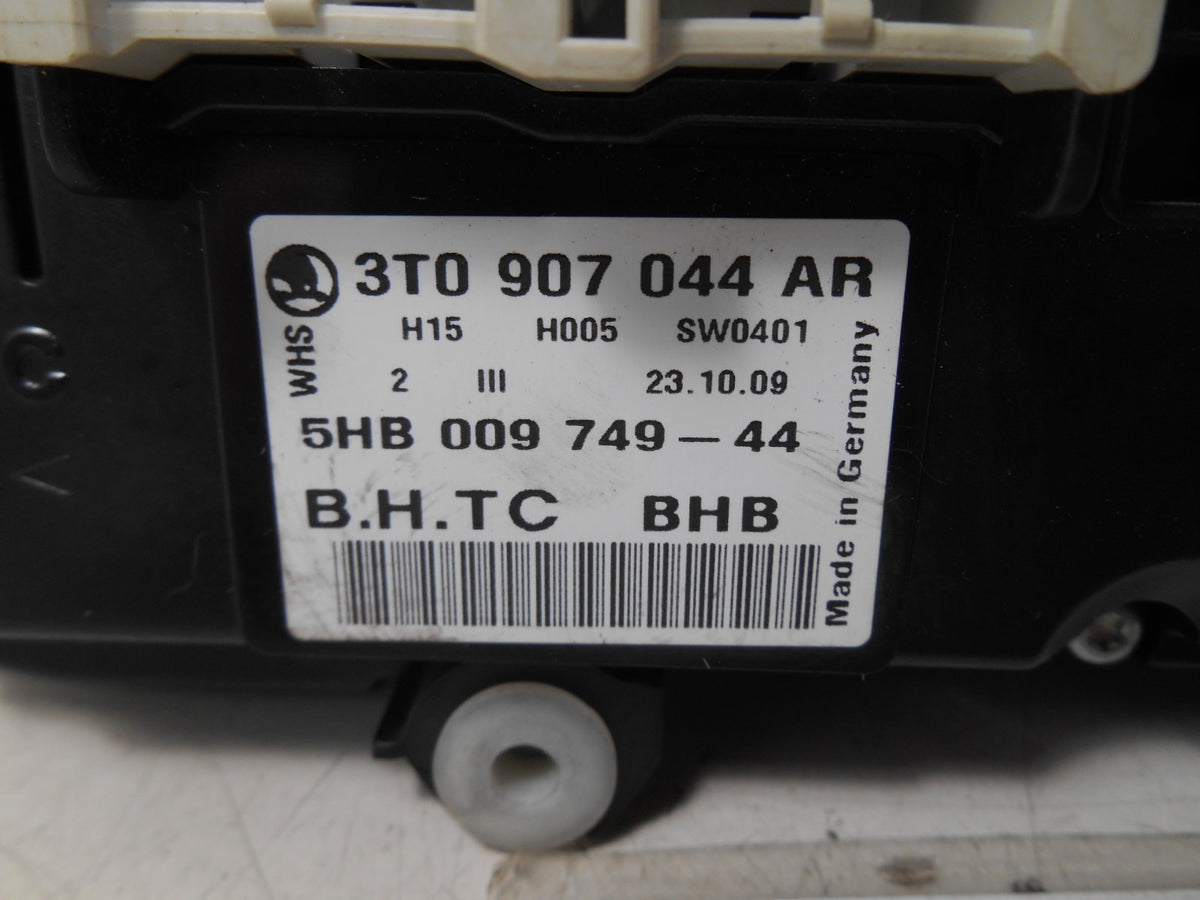 3T0 907 044 AR
H15 H005 SW0401
WHS
2 III 23.10.09
5HB 009 749-44
B.H.TC BHB
Made in Germany